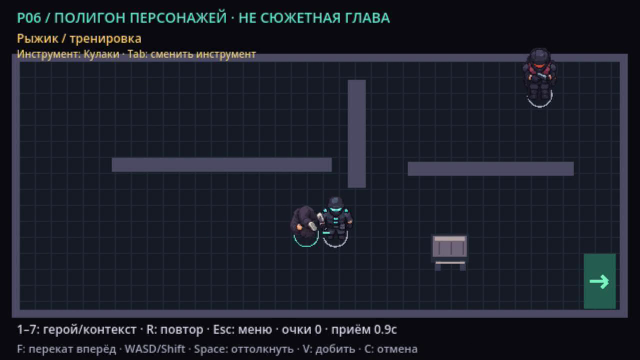 P06 / ПОЛИГОН ПЕРСОНАЖЕЙ · НЕ СЮЖЕТНАЯ ГЛАВА
Рыжик / тренировка
Инструмент: Кулаки · Tab: сменить инструмент
1–7: герой/контекст · R: повтор · Esc: меню · очки 0 · приём 0.9с
F: перекат вперёд · WASD/Shift · Space: оттолкнуть · V: добить · C: отмена